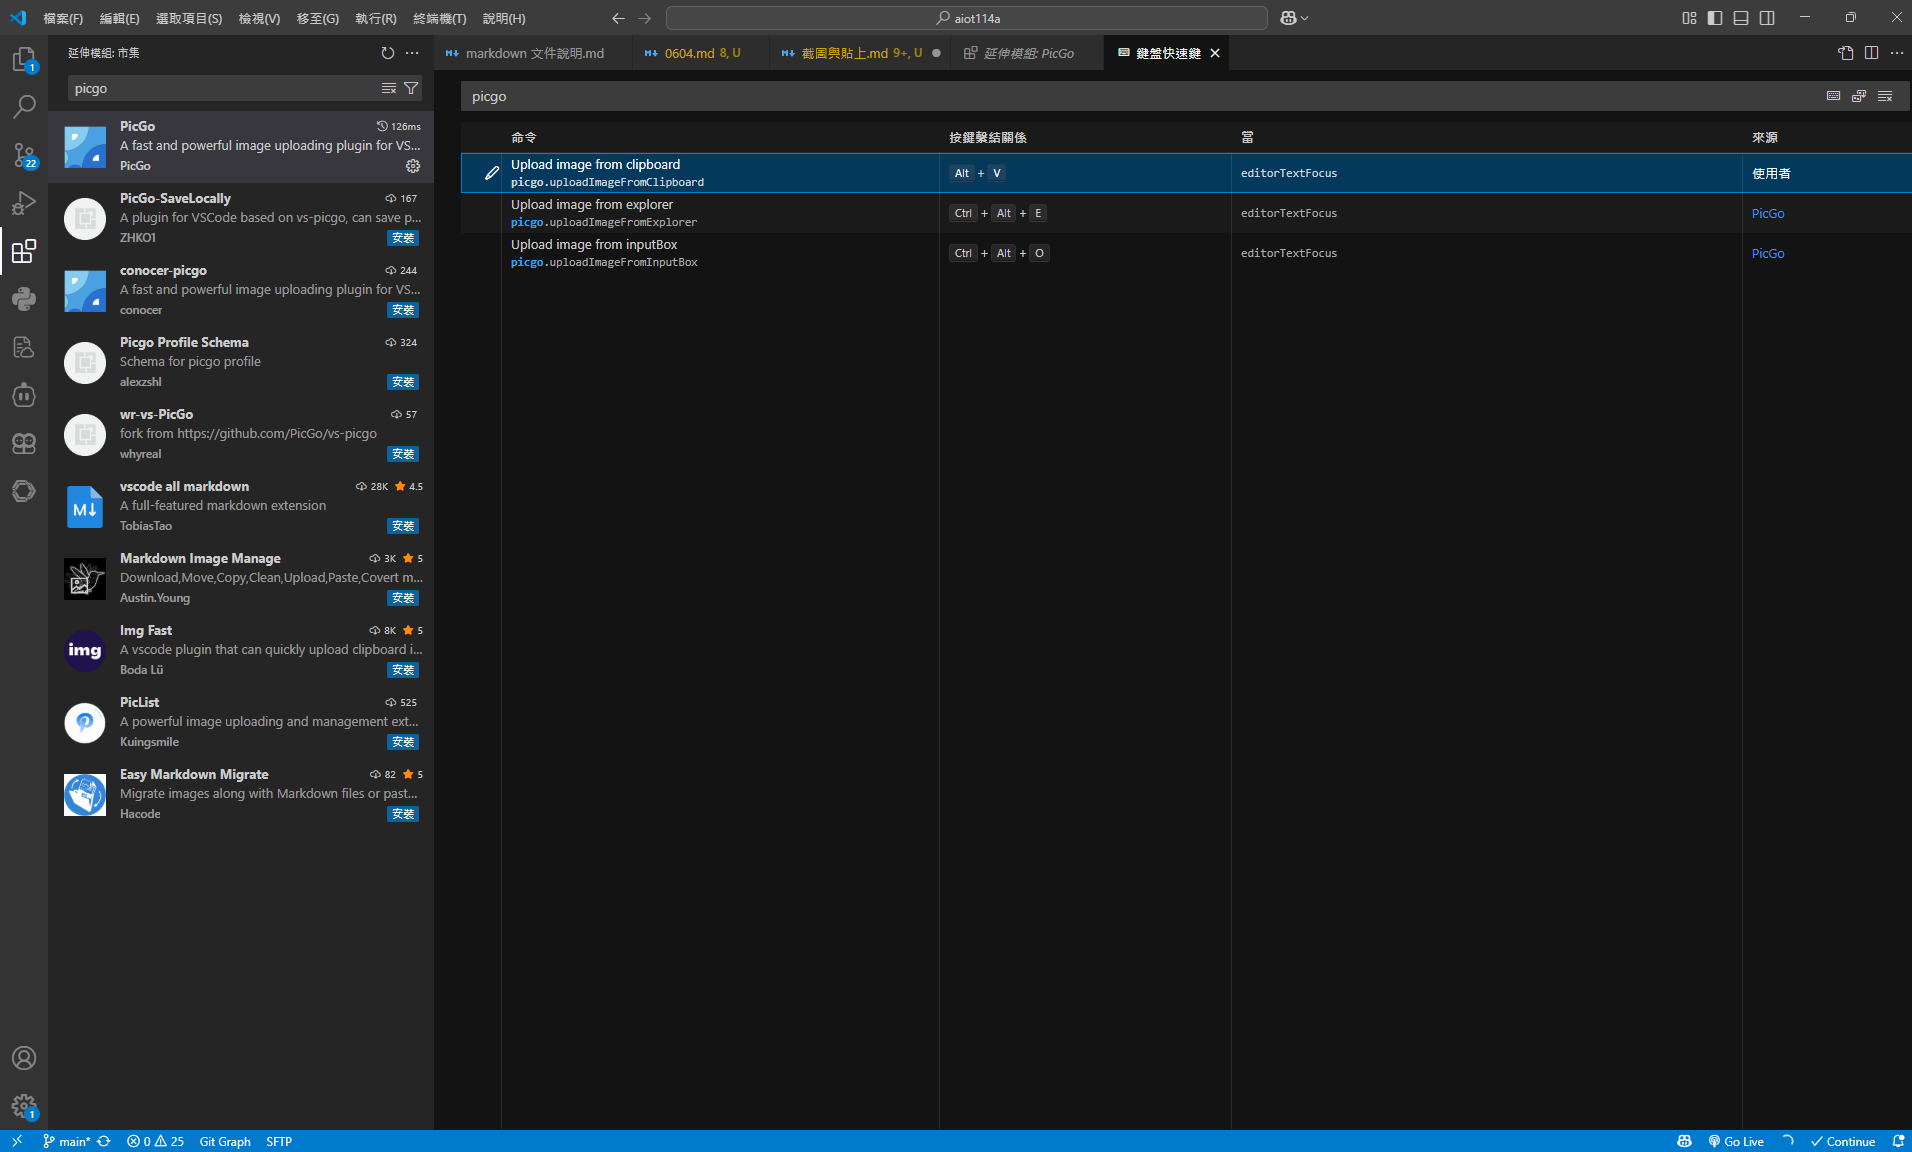 檔案(F) 編輯(E) 選取項目(S) 檢視(V) 移至(G) 執行(R) 終端機(T) 說明(H)
aiot114a
延伸模組: 市集
markdown 文件說明.md
0604.md 8, U
截圖與貼上.md 9+, U
延伸模組: PicGo
鍵盤快速鍵
picgo
picgo
PicGo 126ms
A fast and powerful image uploading plugin for VS...
PicGo
PicGo-SaveLocally 167
A plugin for VSCode based on vs-picgo, can save p...
ZHKO1 安裝
conocer-picgo 244
A fast and powerful image uploading plugin for VS...
conocer 安裝
Picgo Profile Schema 324
Schema for picgo profile
alexzshl 安裝
wr-vs-PicGo 57
fork from https://github.com/PicGo/vs-picgo
whyreal 安裝
vscode all markdown 28K 4.5
A full-featured markdown extension
TobiasTao 安裝
Markdown Image Manage 3K 5
Download,Move,Copy,Clean,Upload,Paste,Covert m...
Austin.Young 安裝
Img Fast 8K 5
A vscode plugin that can quickly upload clipboard i...
Boda Lü 安裝
PicList 525
A powerful image uploading and management ext...
Kuingsmile 安裝
Easy Markdown Migrate 82 5
Migrate images along with Markdown files or past...
Hacode 安裝
img
M
1
22
1
命令 按鍵繫結關係 當 來源
Upload image from clipboard
picgo.uploadImageFromClipboard
Alt + V editorTextFocus 使用者
Upload image from explorer
picgo.uploadImageFromExplorer
Ctrl + Alt + E editorTextFocus PicGo
Upload image from inputBox
picgo.uploadImageFromInputBox
Ctrl + Alt + O editorTextFocus PicGo
main* 0 25 Git Graph SFTP
Go Live Continue